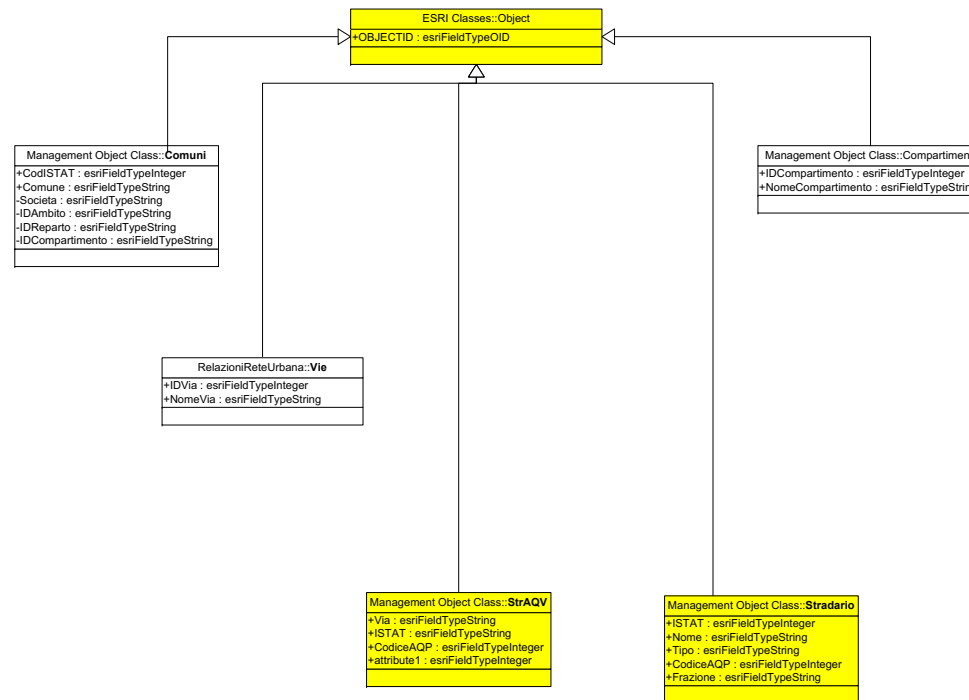 ESRI Classes::Object
+OBJECTID : esriFieldTypeOID
Management Object Class::Comuni
+CodISTAT : esriFieldTypeInteger
+Comune : esriFieldTypeString
-Societa : esriFieldTypeString
-IDAmbito : esriFieldTypeString
-IDReparto : esriFieldTypeString
-IDCompartimento : esriFieldTypeString
Management Object Class::Compartimen
+IDCompartimento : esriFieldTypeInteger
+NomeCompartimento : esriFieldTypeStrin
RelazioniReteUrbana::Vie
+IDVia : esriFieldTypeInteger
+NomeVia : esriFieldTypeString
Management Object Class::StrAQV
+Via : esriFieldTypeString
+ISTAT : esriFieldTypeString
+CodiceAQP : esriFieldTypeInteger
+attribute1 : esriFieldTypeInteger
Management Object Class::Stradario
+ISTAT : esriFieldTypeInteger
+Nome : esriFieldTypeString
+Tipo : esriFieldTypeString
+CodiceAQP : esriFieldTypeInteger
+Frazione : esriFieldTypeString